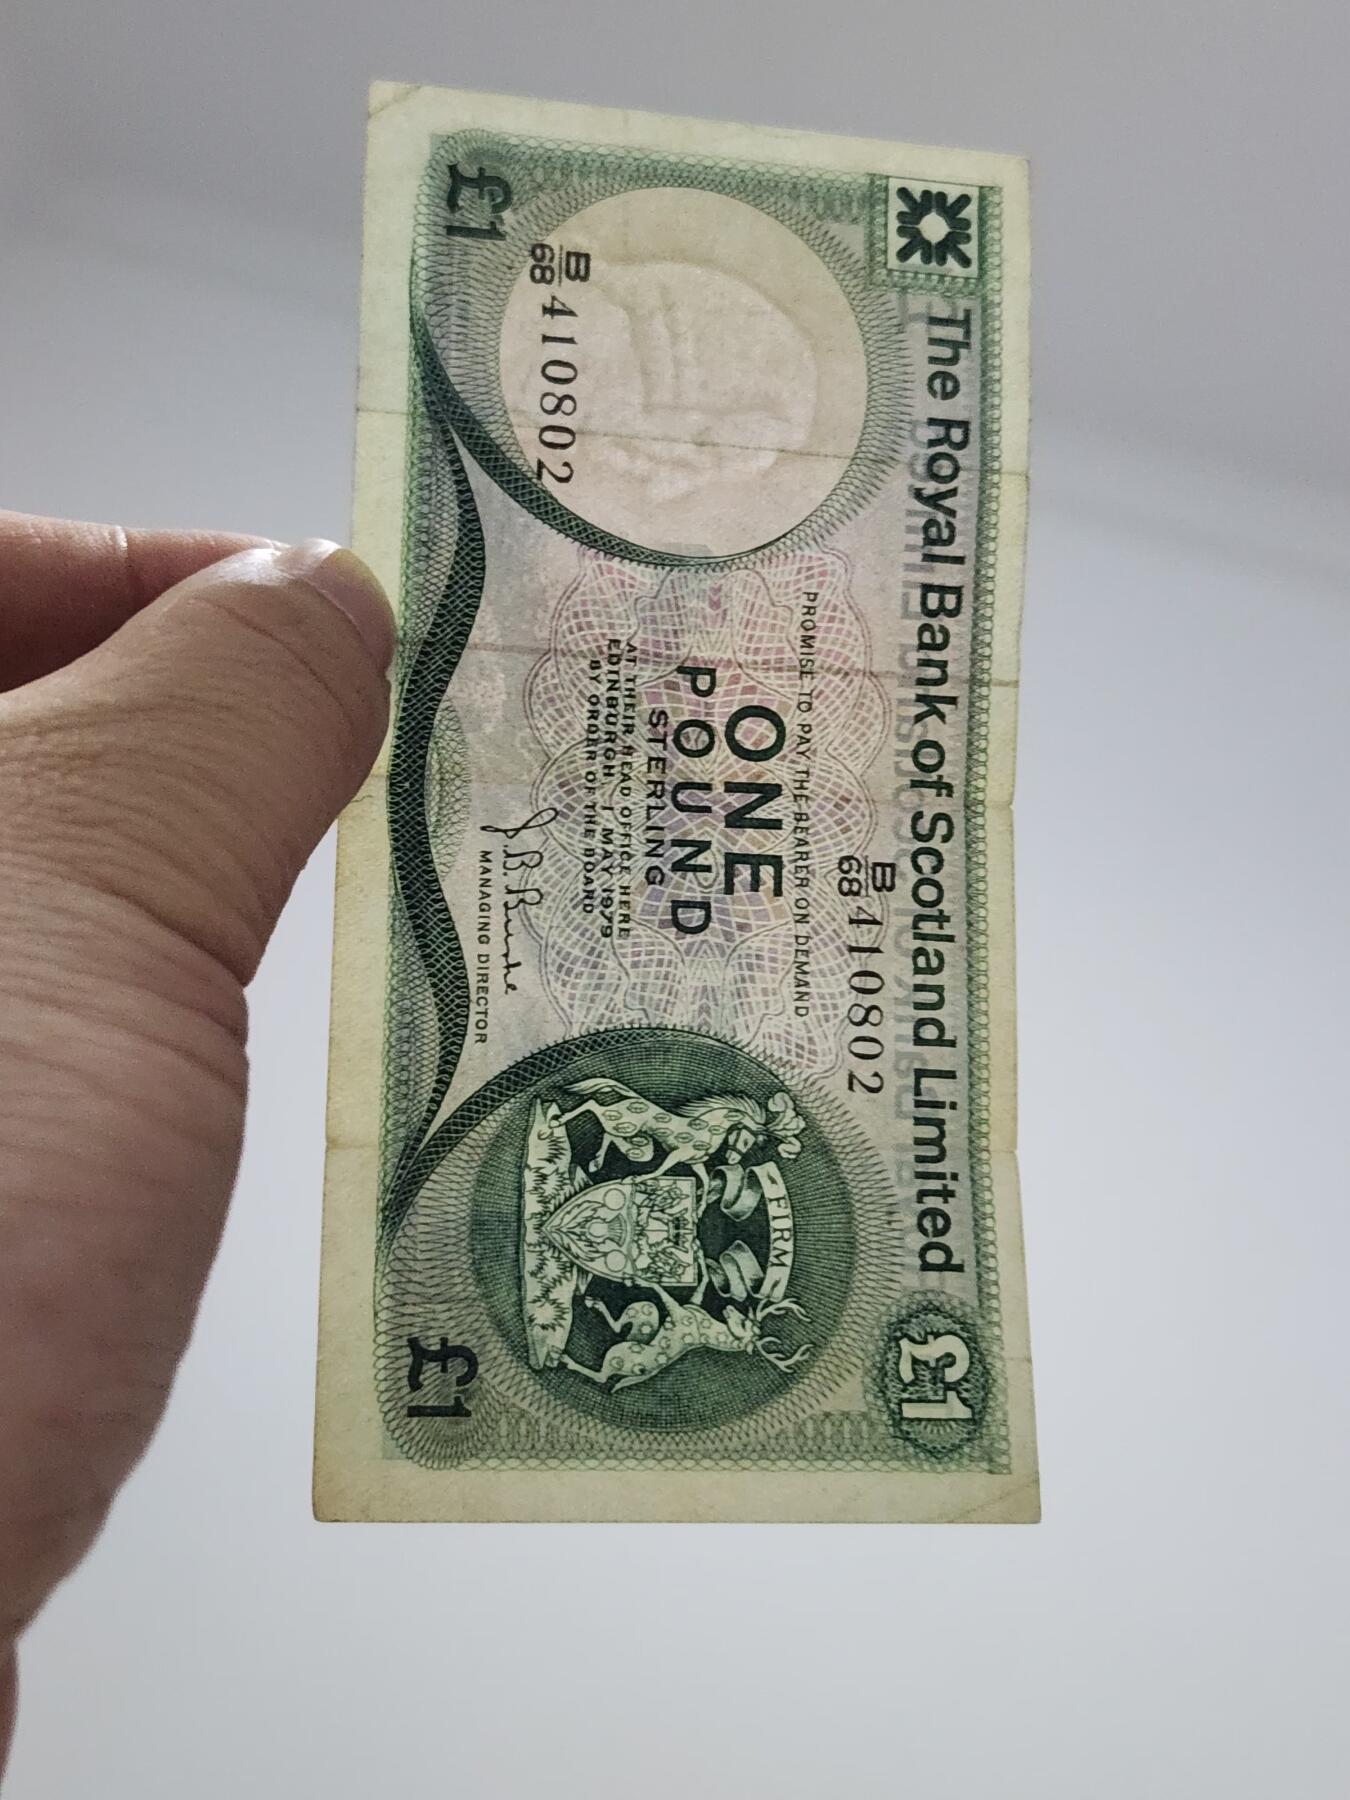 The Royal Bank of Scotland Limited
£1
B
68 410802
PROMISE TO PAY THE BEARER ON DEMAND
ONE
POUND
STERLING
AT THEIR HEAD OFFICE HERE
EDINBURGH 1 MAY 1979
BY ORDER OF THE BOARD
J. B. Burke
MANAGING DIRECTOR
B
68 410802
FIRM
£1
£1